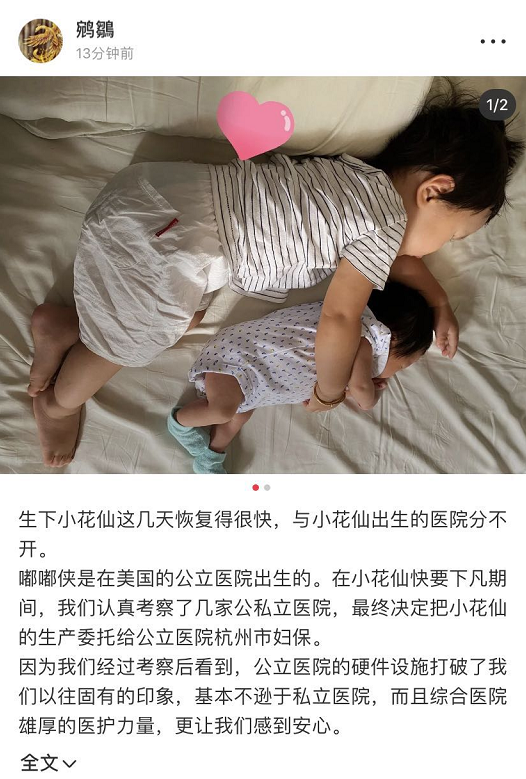 鹓鶵
13分钟前
1/2
生下小花仙这几天恢复得很快，与小花仙出生的医院分不
开。
嘟嘟侠是在美国的公立医院出生的。在小花仙快要下凡期
间，我们认真考察了几家公私立医院，最终决定把小花仙
的生产委托给公立医院杭州市妇保。
因为我们经过考察后看到，公立医院的硬件设施打破了我
们以往固有的印象，基本不逊于私立医院，而且综合医院
雄厚的医护力量，更让我们感到安心。
全文